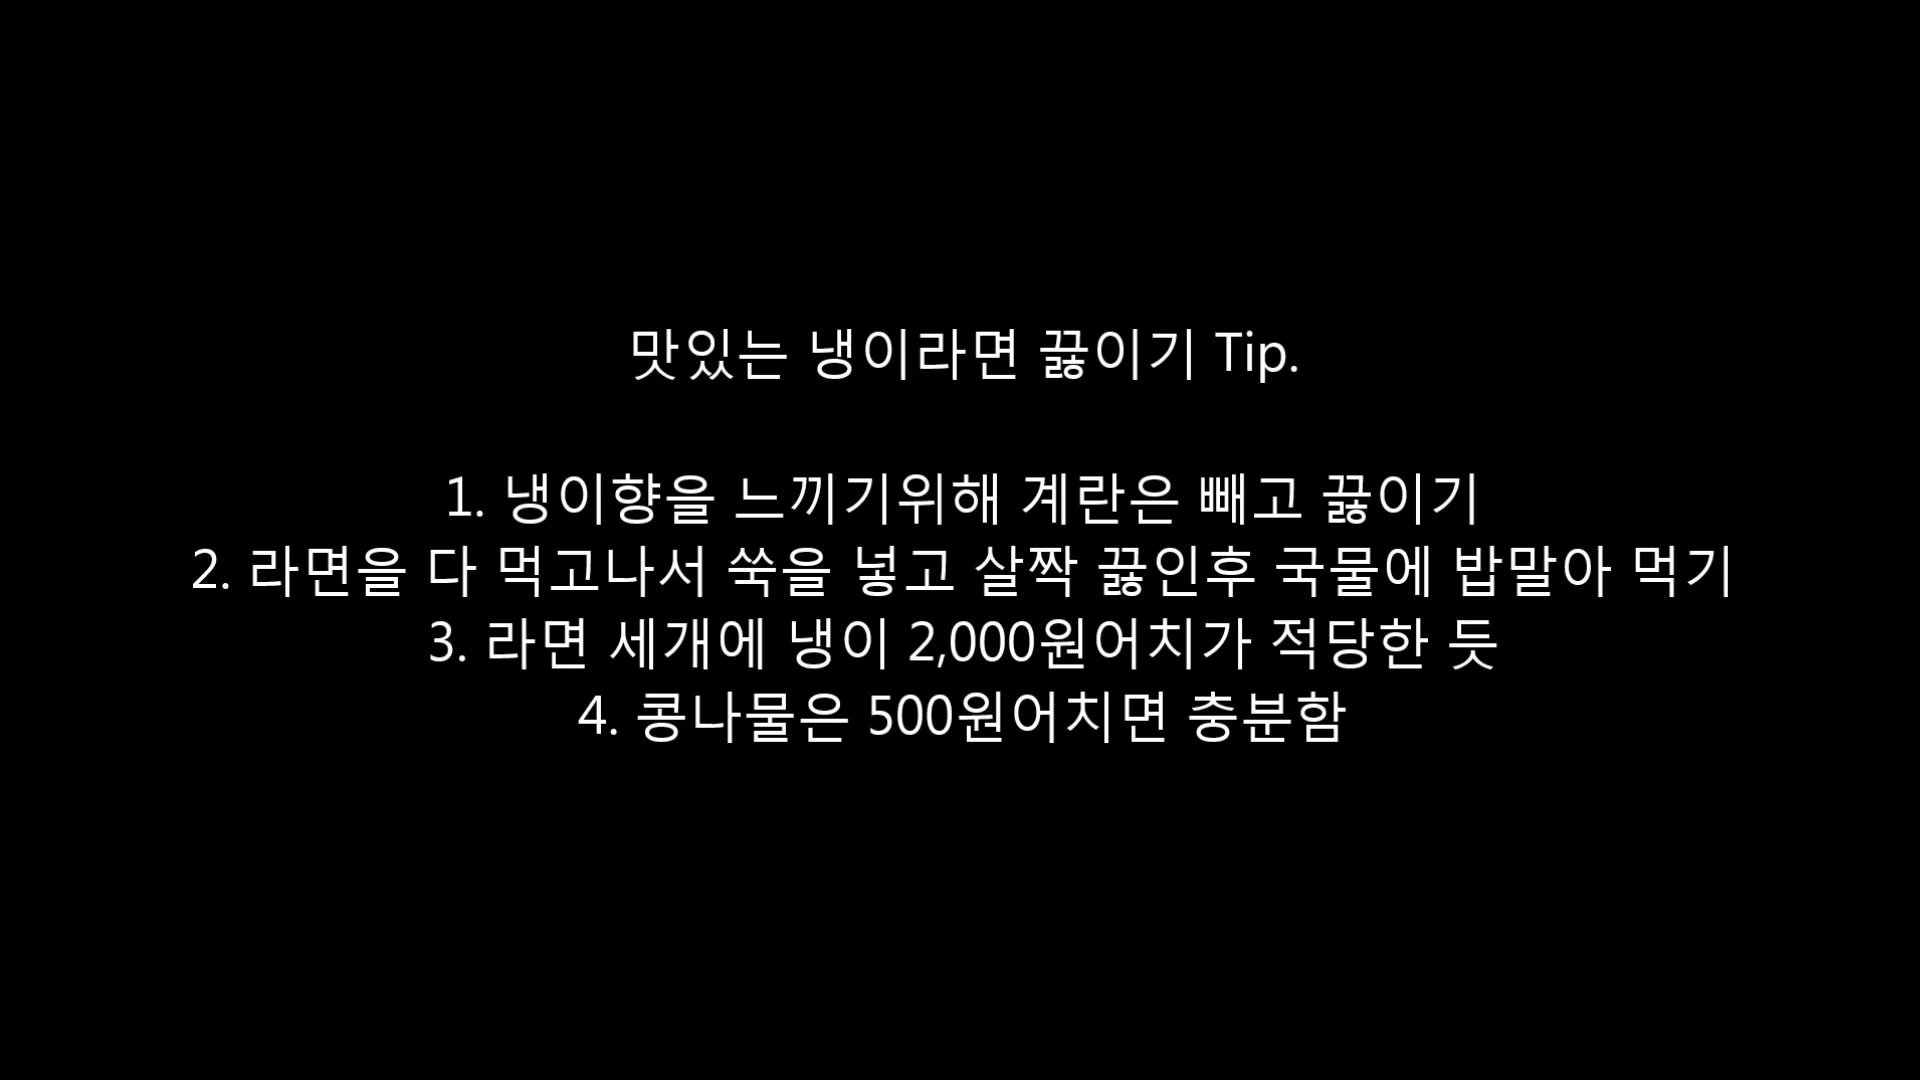 맛있는 냉이라면 끓이기 Tip.
1. 냉이향을 느끼기위해 계란은 빼고 끓이기
2. 라면을 다 먹고나서 쑥을 넣고 살짝 끓인후 국물에 밥말아 먹기
3. 라면 세개에 냉이 2,000원어치가 적당한 듯
4. 콩나물은 500원어치면 충분함